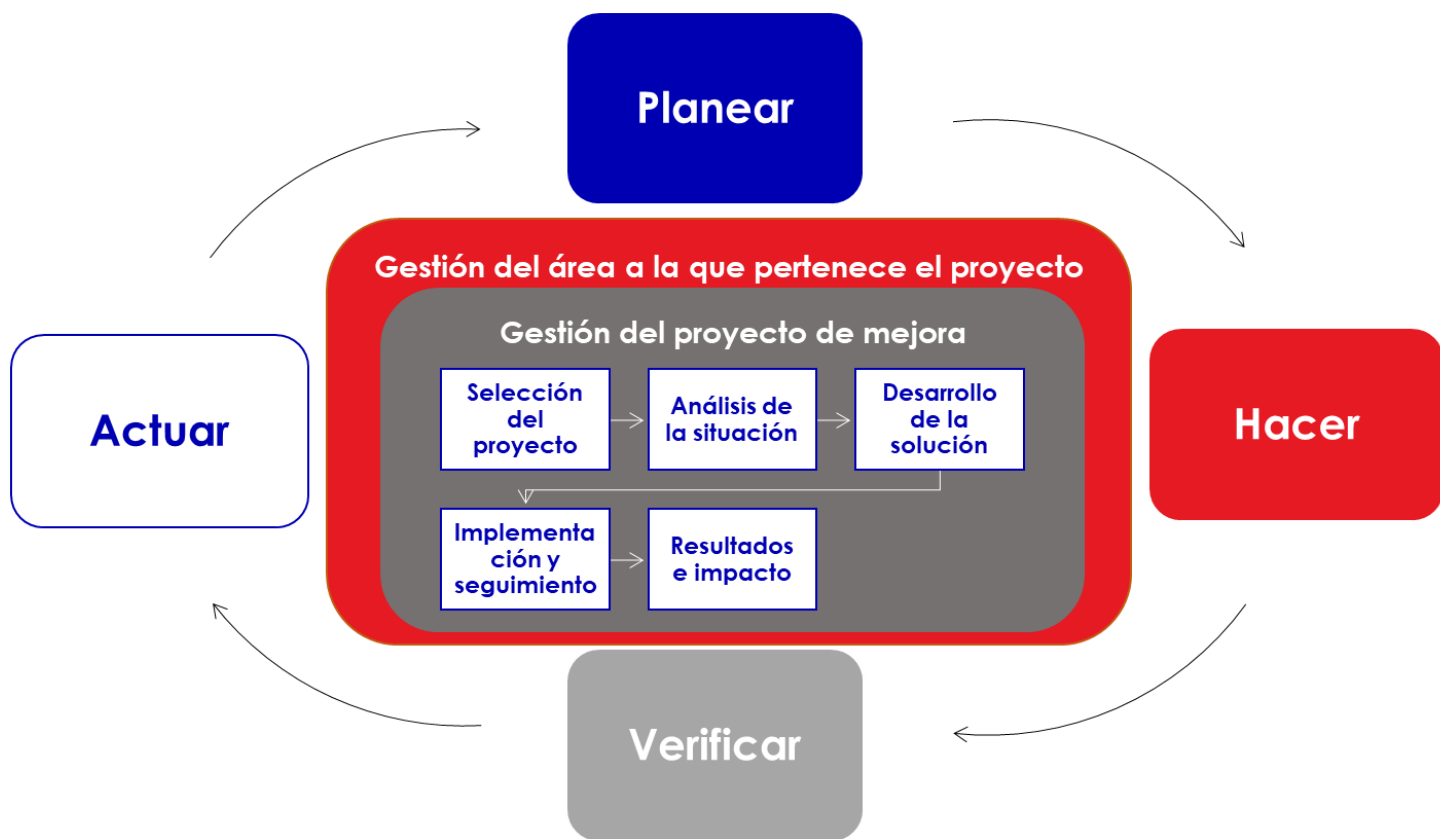 Planear
Gestión del área a la que pertenece el proyecto
Gestión del proyecto de mejora
Selección
del
proyecto
Análisis de
la situación
Desarrollo
de la
solución
Implementa
ción y
seguimiento
Resultados
e impacto
Actuar
Hacer
Verificar